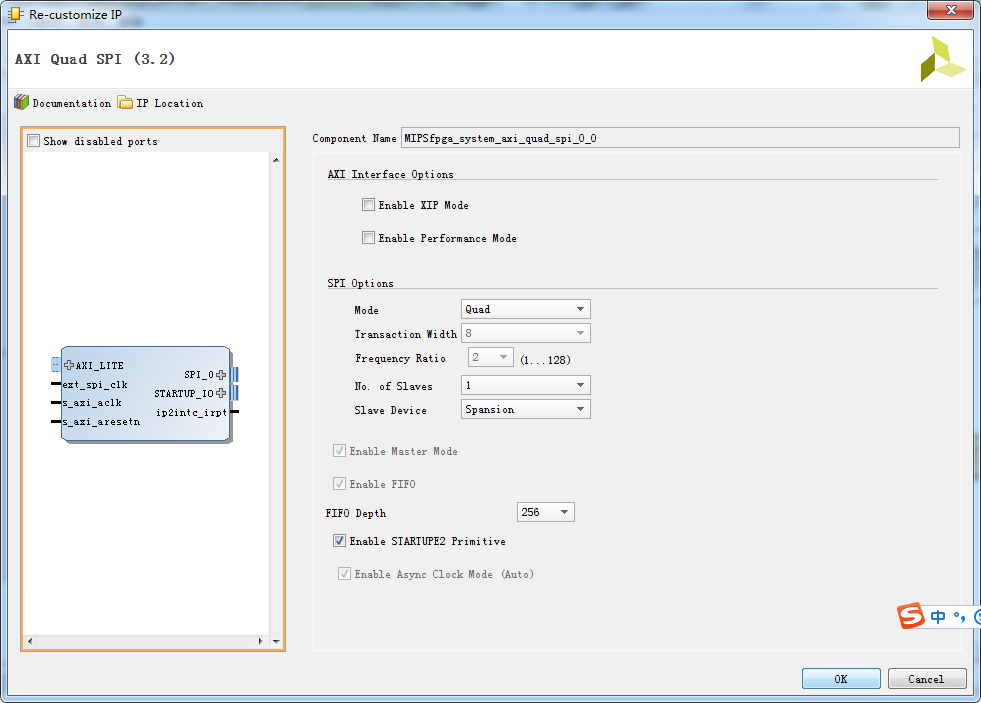 Re-customize IP
AXI Quad SPI (3.2)
Documentation IP Location
Show disabled ports
AXI_LITE
ext_spi_clk
s_axi_aclk
s_axi_aresetn
SPI_0
STARTUP_IO
ip2intc_irpt
Component Name MIPSfpga_system_axi_quad_spi_0_0
AXI Interface Options
Enable XIP Mode
Enable Performance Mode
SPI Options
Mode Quad
Transaction Width 8
Frequency Ratio 2 (1...128)
No. of Slaves 1
Slave Device Spansion
Enable Master Mode
Enable FIFO
FIFO Depth 256
Enable STARTUPE2 Primitive
Enable Async Clock Mode (Auto)
S 中 °,
OK Cancel